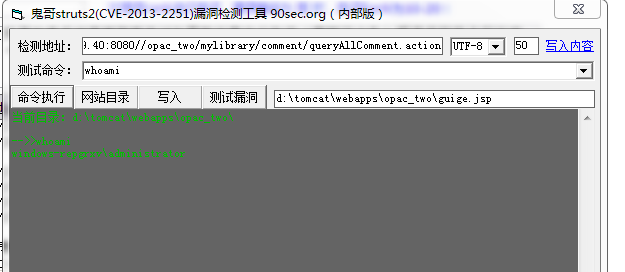 鬼哥struts2(CVE-2013-2251)漏洞检测工具 90sec.org（内部版）
检测地址: 9.40:8080//opac_two/mylibrary/comment/queryAllComment.action UTF-8 50 写入内容
测试命令: whoami
命令执行 网站目录 写入 测试漏洞 d:\tomcat\webapps\opac_two\guige.jsp
当前目录: d:\tomcat\webapps\opac_two\
whoami